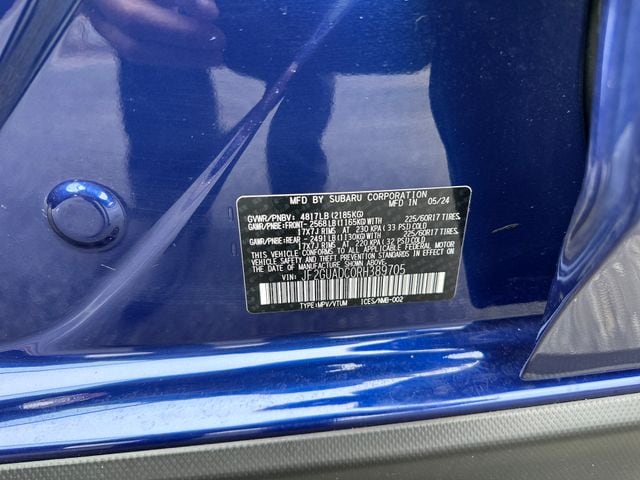 MFD BY SUBARU CORPORATION MFD IN 05/24
GVWR/PNBV: 4817LB(2185KG)
GAWR/PNBE:FRONT-2568LB(1165KG)WITH 225/60R17 TIRES,
17X7J RIMS AT 230 KPA (33 PSI)COLD
GAWR/PNBE:REAR -2491LB(1130KG)WITH 225/60R17 TIRES,
17X7J RIMS AT 220 KPA (32 PSI)COLD
THIS VEHICLE CONFORMS TO ALL APPLICABLE FEDERAL MOTOR
VEHICLE SAFETY STANDARDS IN EFFECT ON
THE DATE OF MANUFACTURE SHOWN ABOVE.
VIN: JF2GUADC0RH389705
TYPE:MPV/VTUM ICES/NMB-002